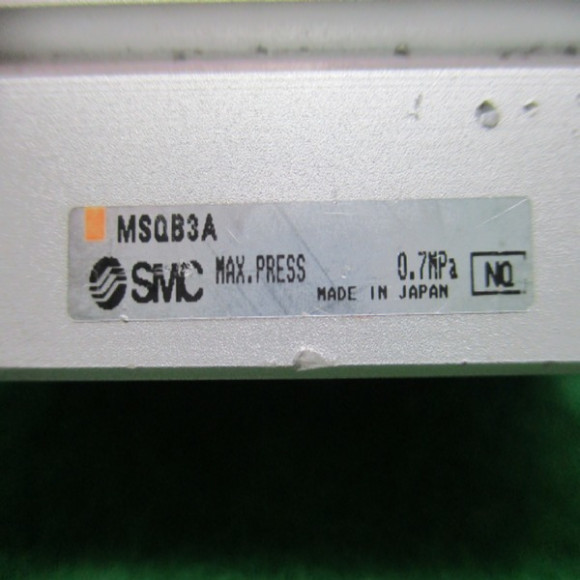 MSQB3A
SMC MAX.PRESS 0.7MPa NQ
MADE IN JAPAN